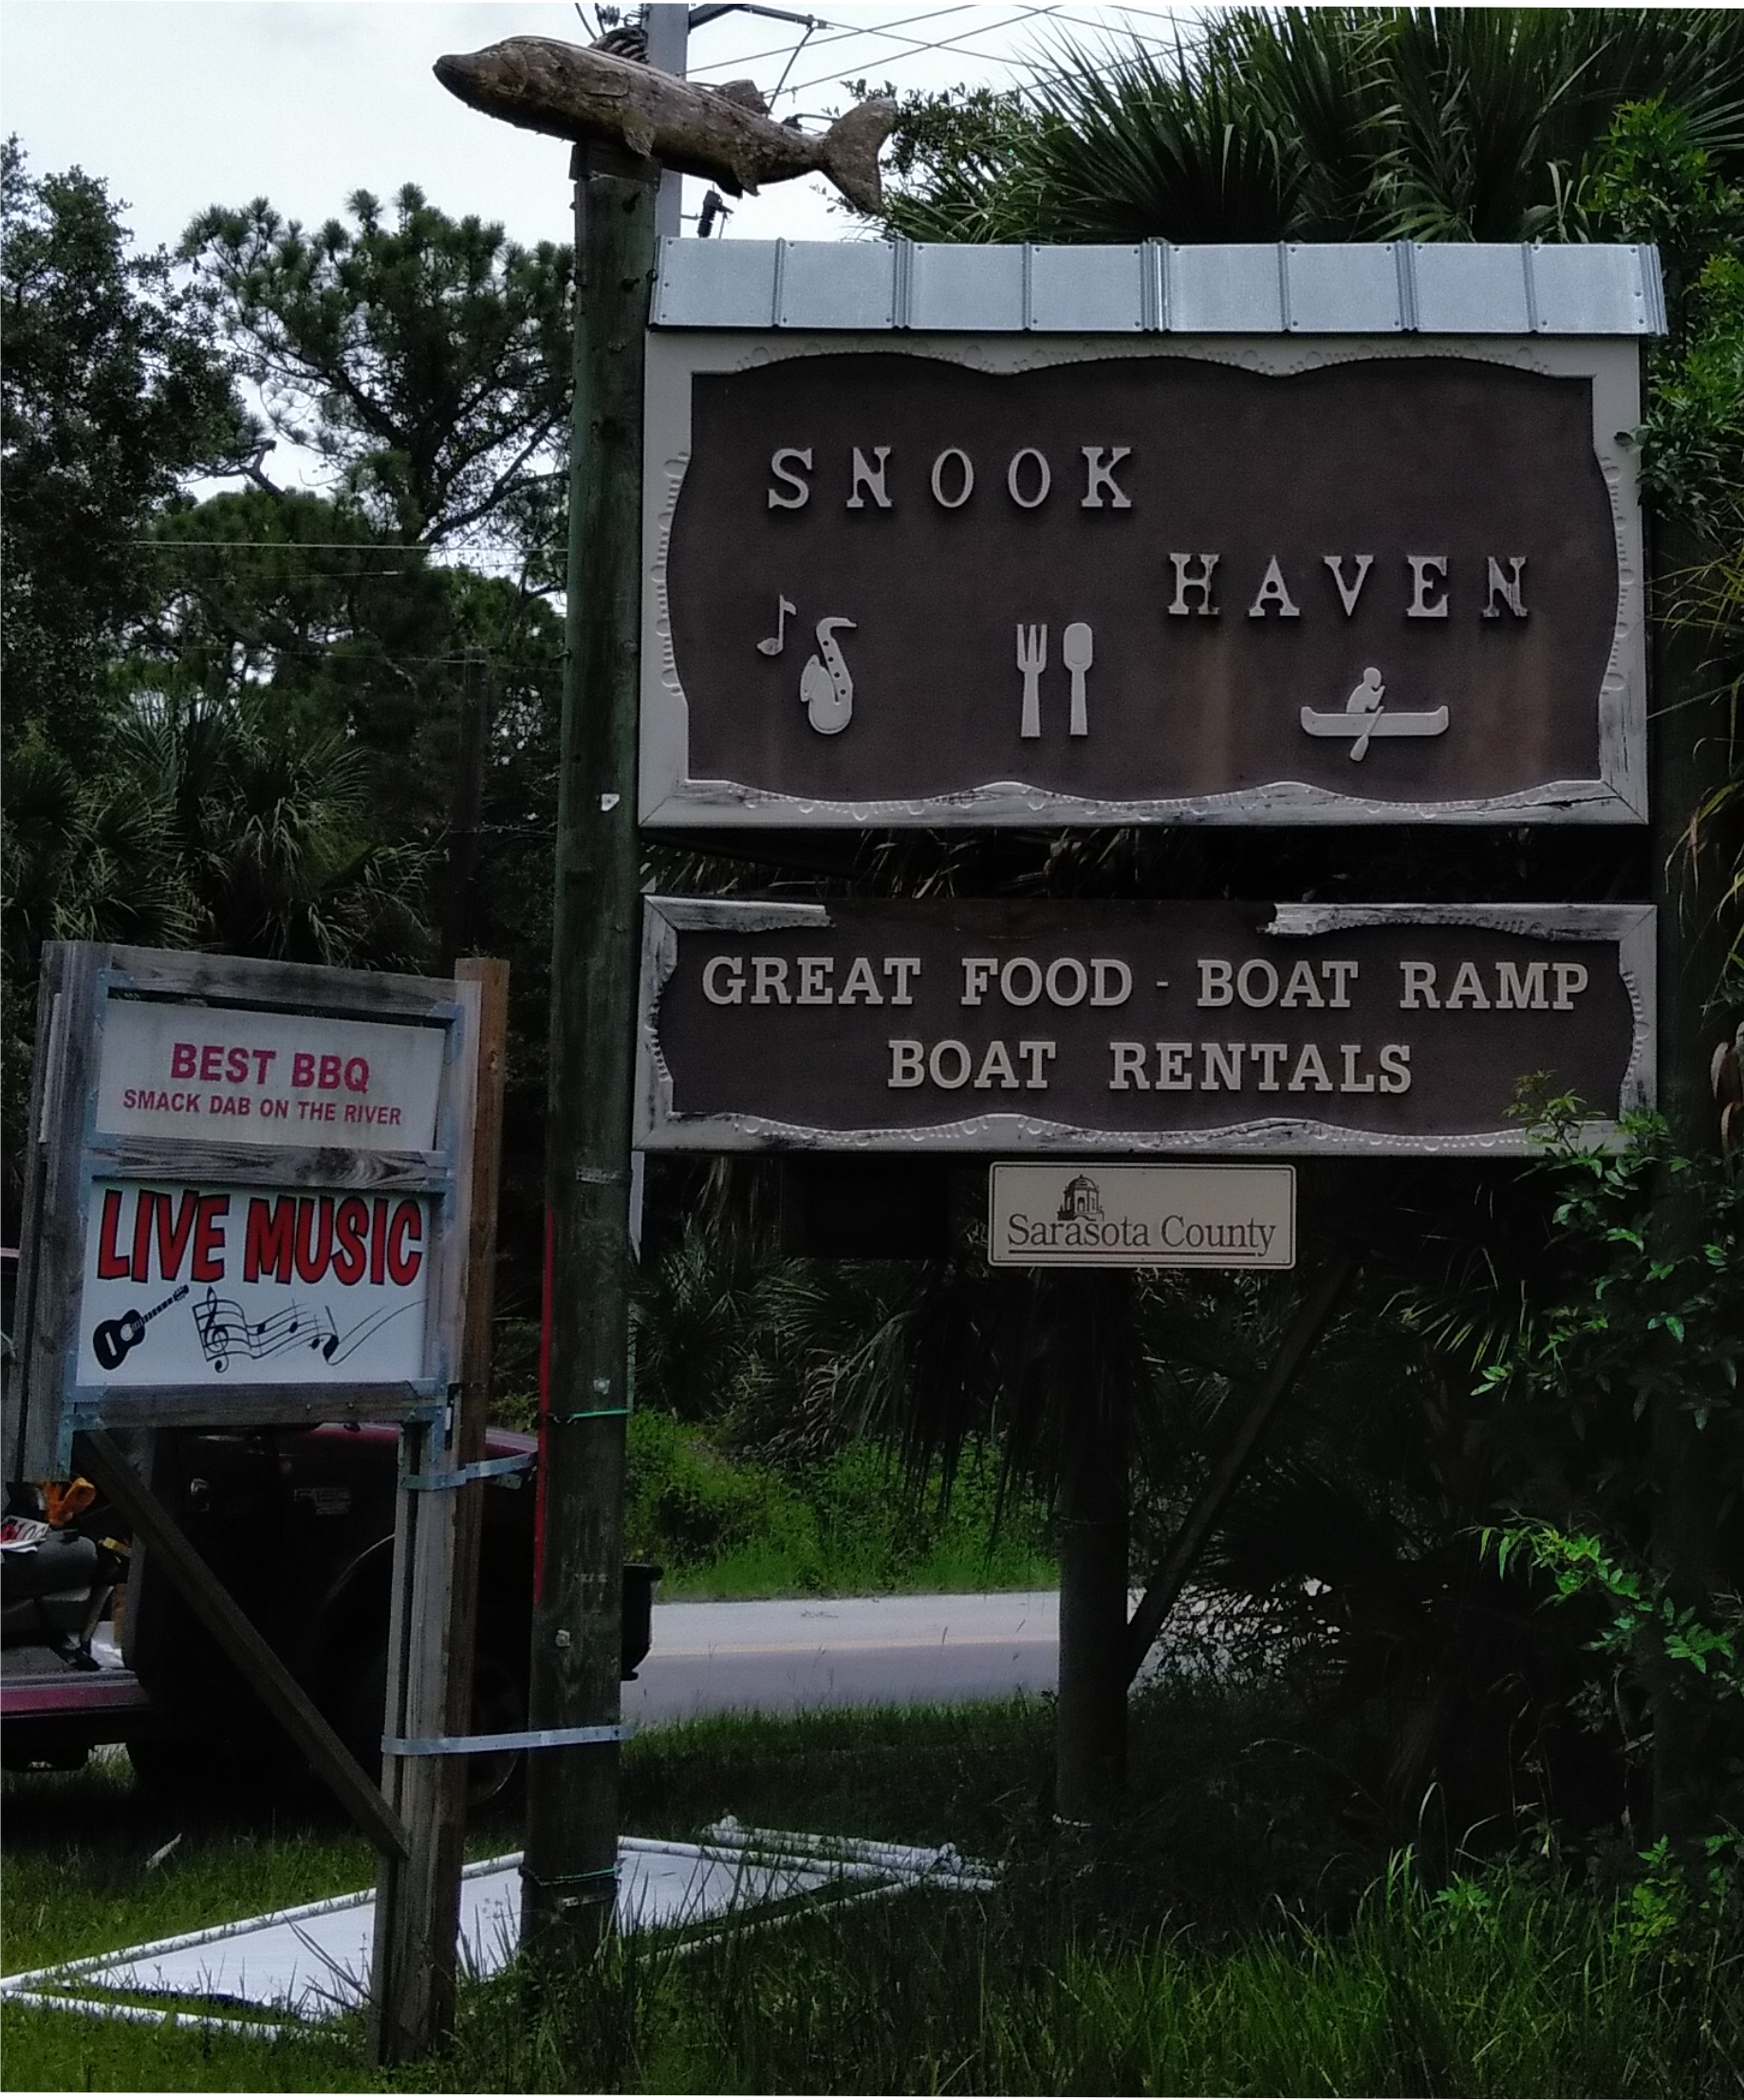 SNOOK
HAVEN
GREAT FOOD - BOAT RAMP
BOAT RENTALS
Sarasota County
BEST BBQ
SMACK DAB ON THE RIVER
LIVE MUSIC